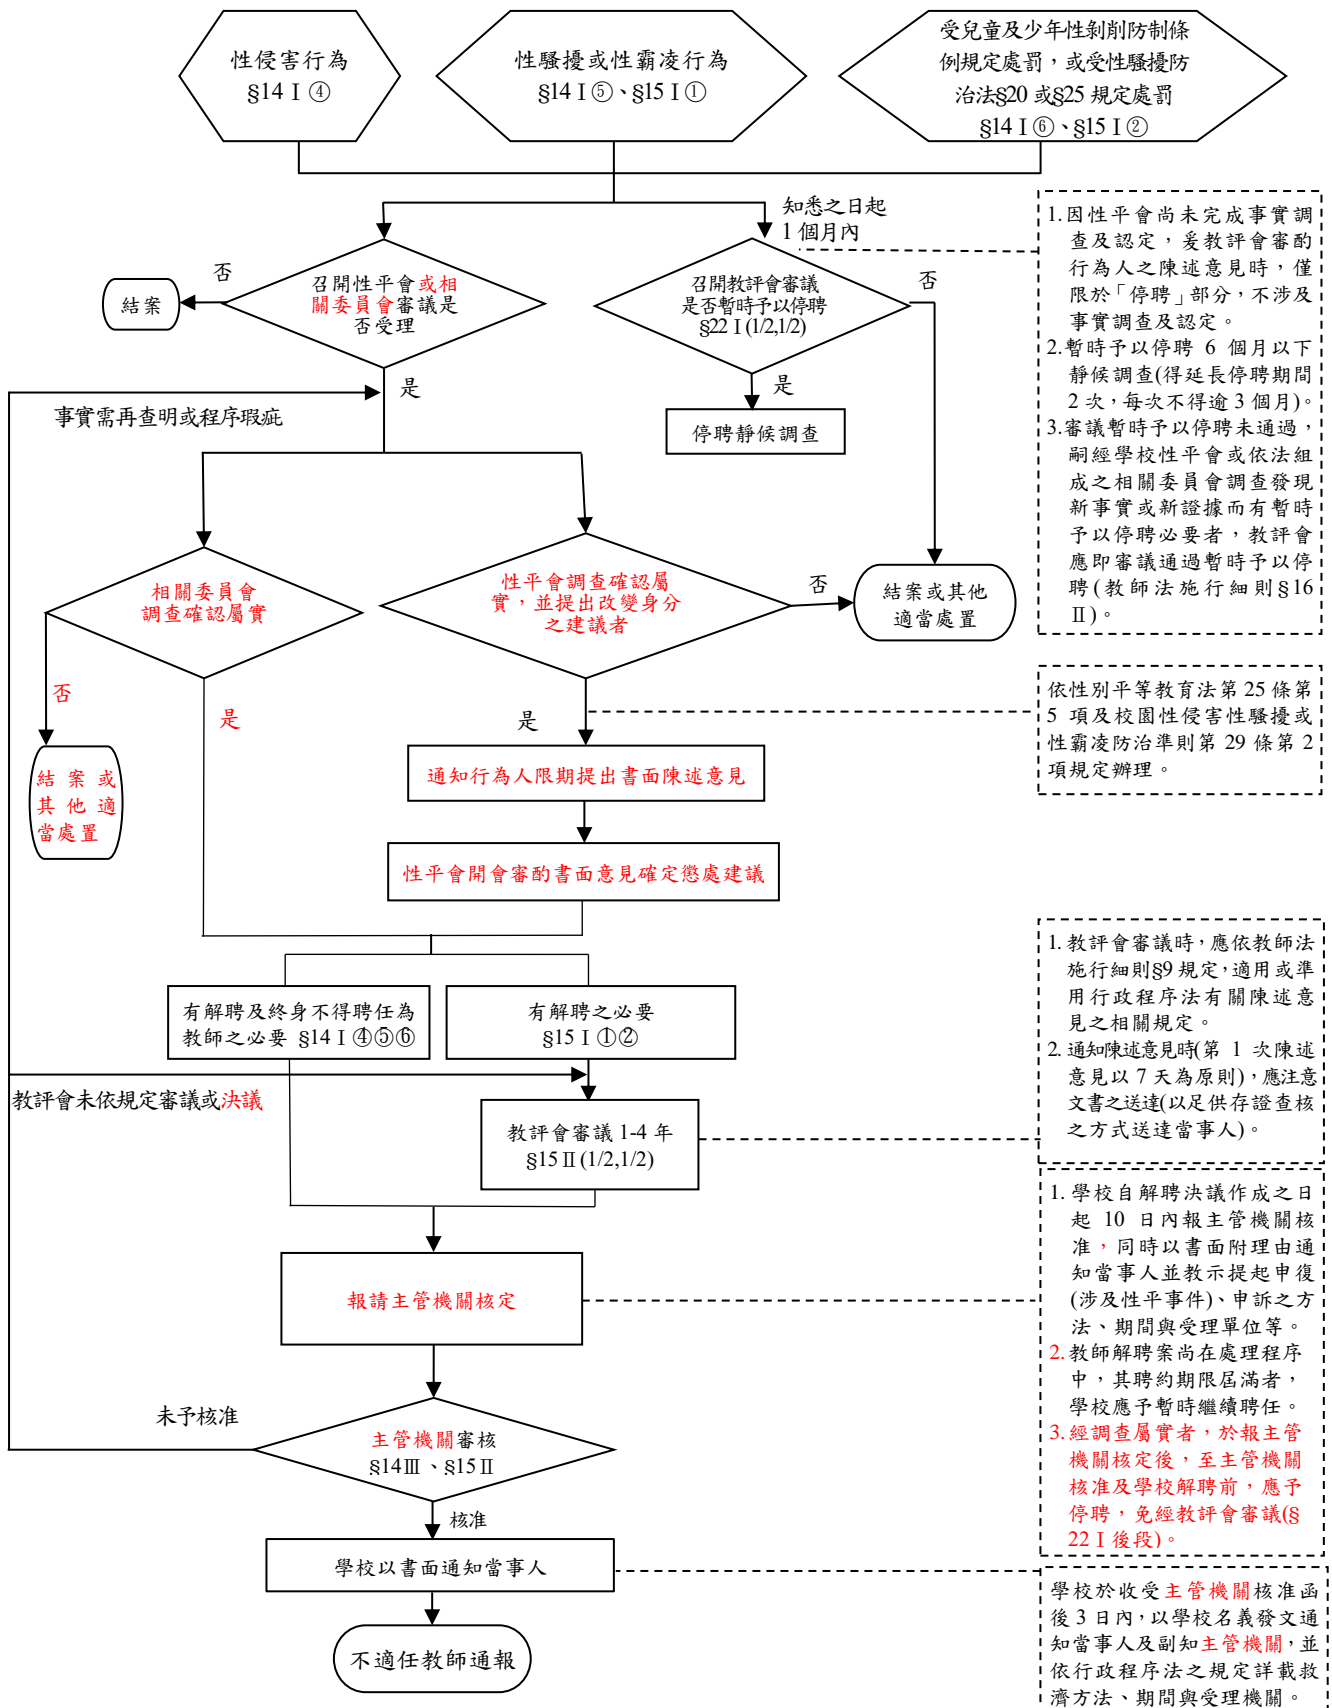 性侵害行為
§14 I ④
性騷擾或性霸凌行為
§14 I ⑤、§15 I ①
受兒童及少年性剝削防制條
例規定處罰，或受性騷擾防
治法§20 或§25 規定處罰
§14 I ⑥、§15 I ②
知悉之日起
1 個月內
否
結案
召開性平會或相
關委員會審議是
否受理
召開教評會審議
是否暫時予以停聘
§22 I (1/2,1/2)
否
1. 因性平會尚未完成事實調
查及認定，爰教評會審酌
行為人之陳述意見時，僅
限於「停聘」部分，不涉及
事實調查及認定。
2. 暫時予以停聘 6 個月以下
靜候調查(得延長停聘期間
2 次，每次不得逾 3 個月)。
3. 審議暫時予以停聘未通過，
嗣經學校性平會或依法組
成之相關委員會調查發現
新事實或新證據而有暫時
予以停聘必要者，教評會
應即審議通過暫時予以停
聘(教師法施行細則§16
Ⅱ)。
是
是
事實需再查明或程序瑕疵
停聘靜候調查
相關委員會
調查確認屬實
性平會調查確認屬
實，並提出改變身分
之建議者
否
結案或其他
適當處置
否
是
是
依性別平等教育法第 25 條第
5 項及校園性侵害性騷擾或
性霸凌防治準則第 29 條第 2
項規定辦理。
結案或
其他適
當處置
通知行為人限期提出書面陳述意見
性平會開會審酌書面意見確定懲處建議
1. 教評會審議時，應依教師法
施行細則§9 規定，適用或準
用行政程序法有關陳述意
見之相關規定。
2. 通知陳述意見時(第 1 次陳述
意見以 7 天為原則)，應注意
文書之送達(以足供存證查核
之方式送達當事人)。
有解聘及終身不得聘任為
教師之必要 §14 I ④⑤⑥
有解聘之必要
§15 I ①②
教評會未依規定審議或決議
教評會審議 1-4 年
§15Ⅱ(1/2,1/2)
1. 學校自解聘決議作成之日
起 10 日內報主管機關核
准，同時以書面附理由通
知當事人並教示提起申復
(涉及性平事件)、申訴之方
法、期間與受理單位等。
2. 教師解聘案尚在處理程序
中，其聘約期限屆滿者，
學校應予暫時繼續聘任。
3. 經調查屬實者，於報主管
機關核定後，至主管機關
核准及學校解聘前，應予
停聘，免經教評會審議(§
22 I 後段)。
報請主管機關核定
未予核准
主管機關審核
§14Ⅲ、§15Ⅱ
核准
學校以書面通知當事人
不適任教師通報
學校於收受主管機關核准函
後 3 日內，以學校名義發文通
知當事人及副知主管機關，並
依行政程序法之規定詳載救
濟方法、期間與受理機關。